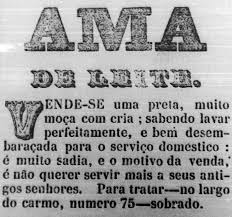 AMA
DE LEITE.
VENDE-SE uma preta, muito
moça com cria ; sabendo lavar
perfeitamente, e bem desem-
baraçada para o serviço domestico :
é muito sadia, e o motivo da venda,
é não querer servir mais a seus anti-
gos senhores. Para tratar—no largo
do carmo, numero 75—sobrado.